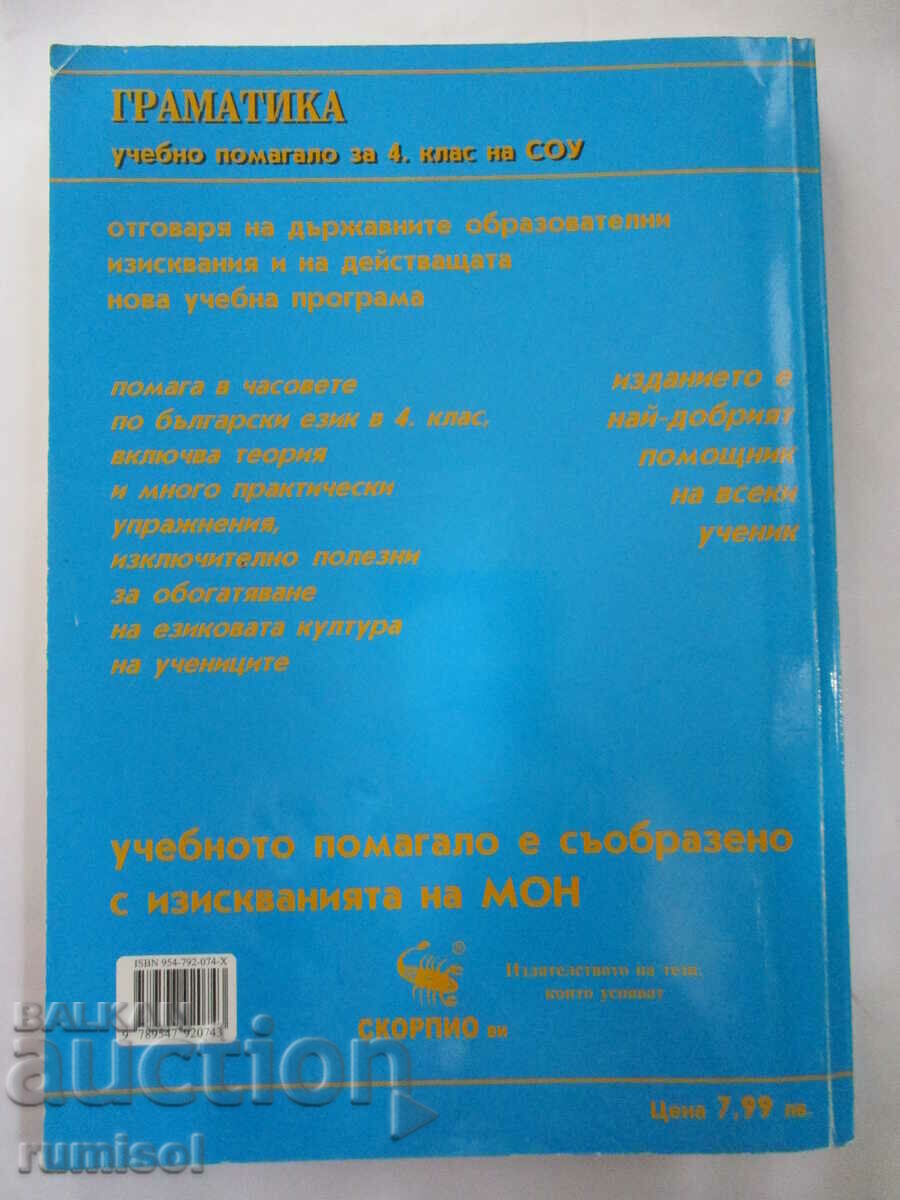 ГРАМАТИКА
учебно помагало за 4. клас на СОУ
отговаря на държавните образователни
изисквания и на действащата
нова учебна програма
помага в часовете
по български език в 4. клас,
включва теория
и много практически
упражнения,
изключително полезни
за обогатяване
на езиковата култура
на учениците
изданието е
най-добрият
помощник
на всеки
ученик
учебното помагало е съобразено
с изискванията на МОН
ISBN 954-792-074-X
9 789547 920743
®
СКОРПИО ви
Издателството на тези,
които успяват
Цена 7,99 лв.
BALKAN
auction
rumisol